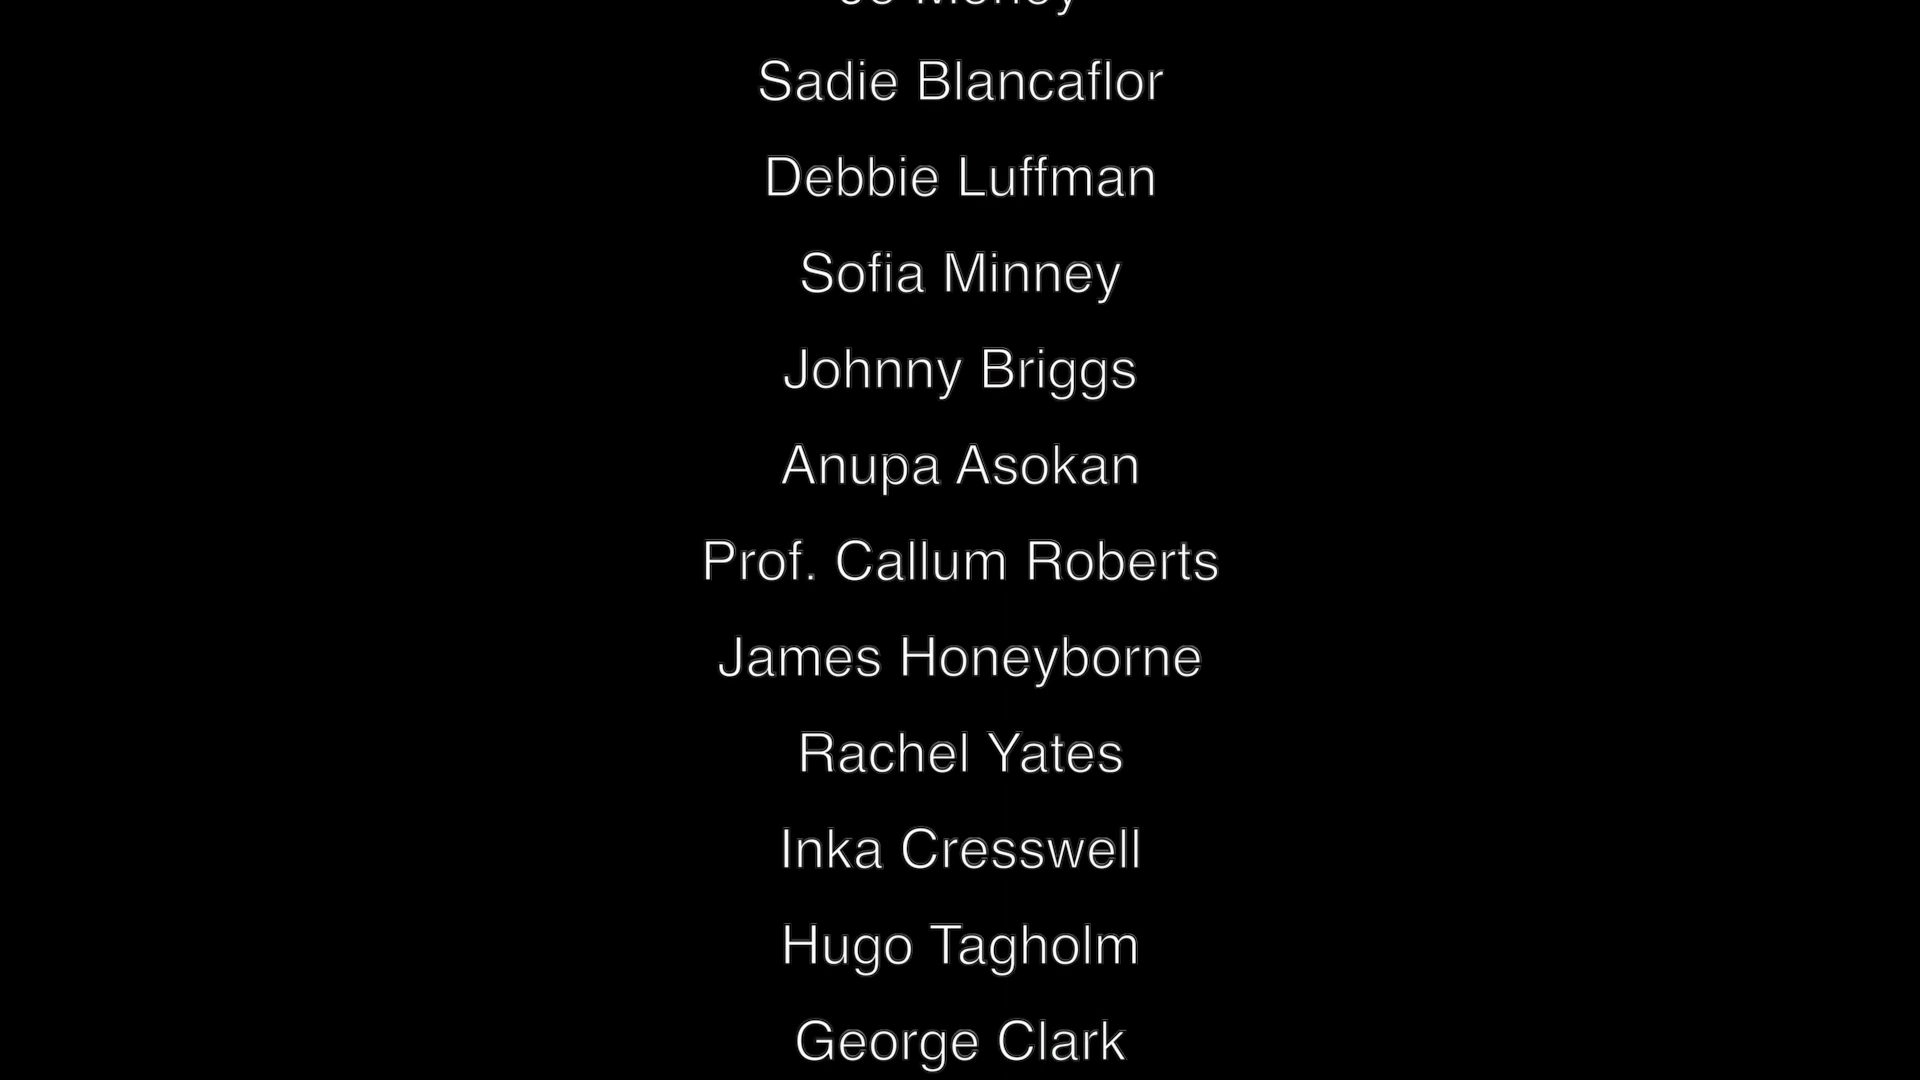 Sadie Blancaflor
Debbie Luffman
Sofia Minney
Johnny Briggs
Anupa Asokan
Prof. Callum Roberts
James Honeyborne
Rachel Yates
Inka Cresswell
Hugo Tagholm
George Clark